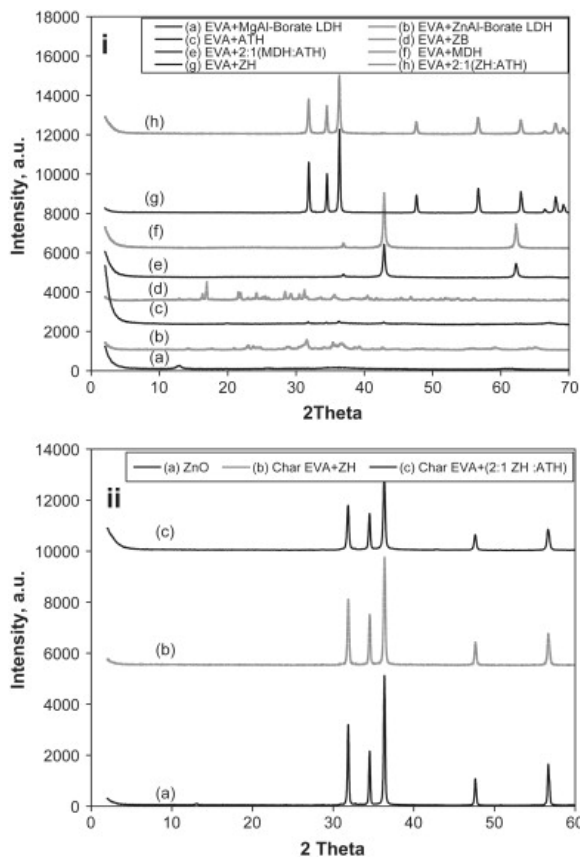 i
(a) EVA+MgAl-Borate LDH (b) EVA+ZnAl-Borate LDH
(c) EVA+ATH (d) EVA+ZB
(e) EVA+2:1(MDH:ATH) (f) EVA+MDH
(g) EVA+ZH (h) EVA+2:1(ZH:ATH)
Intensity, a.u.
18000
16000
14000
12000
8000
6000
4000
2000
0
(h)
(g)
(f)
(e)
(d)
(c)
(b)
(a)
0 10 20 30 40 50 60 70
2Theta
ii
(a) ZnO (b) Char EVA+ZH (c) Char EVA+(2:1 ZH :ATH)
Intensity, a.u.
14000
12000
10000
8000
6000
4000
2000
0
(c)
(b)
(a)
0 10 20 30 40 50 60
2 Theta